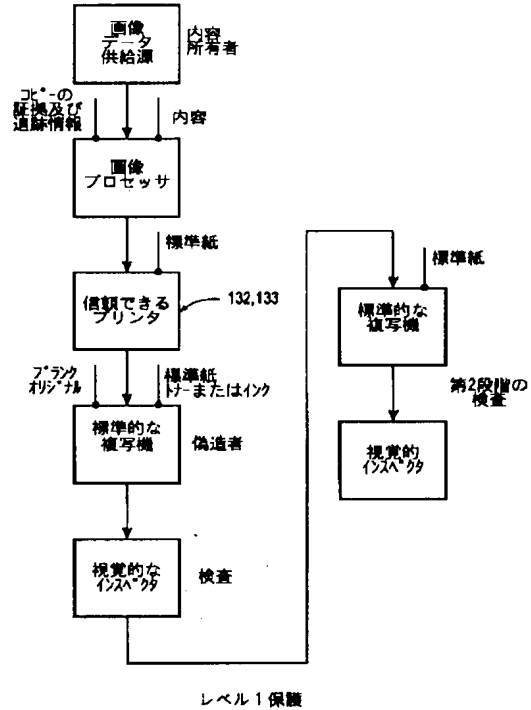 画像
データ
供給源
内容
所有者
コピーの
証拠及び
追跡情報
内容
画像
プロセッサ
標準紙
信頼できる
プリンタ
132,133
ブランク
オリジナル
標準紙
トナーまたはインク
標準的な
複写機
偽造者
視覚的な
インスペクタ
検査
標準紙
標準的な
複写機
第2段階の
検査
視覚的
インスペクタ
レベル1保護